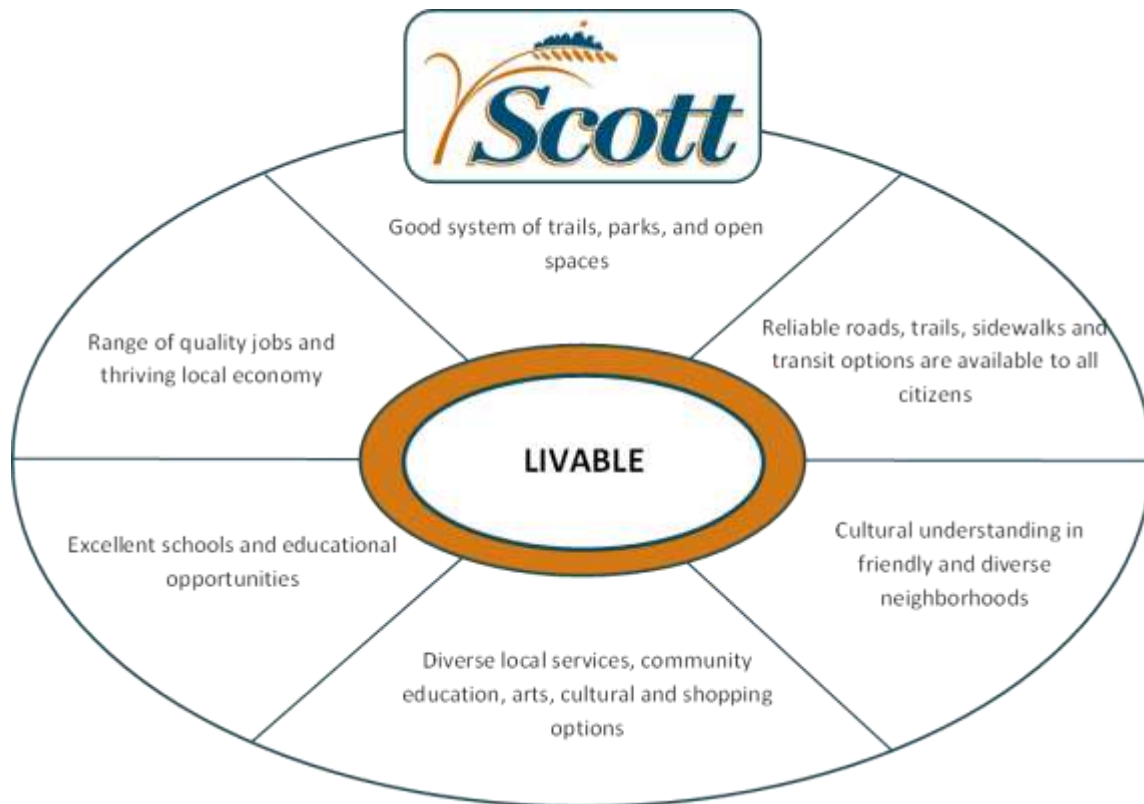 Scott
Good system of trails, parks, and open
spaces
Range of quality jobs and
thriving local economy
Reliable roads, trails, sidewalks and
transit options are available to all
citizens
LIVABLE
Excellent schools and educational
opportunities
Cultural understanding in
friendly and diverse
neighborhoods
Diverse local services, community
education, arts, cultural and shopping
options